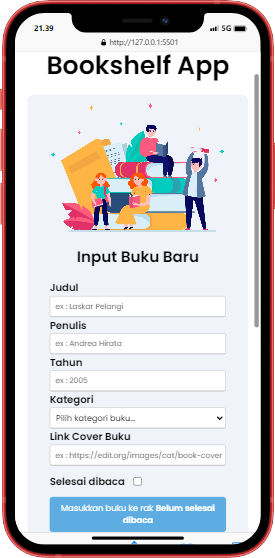 21.39
5G
http://127.0.0.1:5501
Bookshelf App
Input Buku Baru
Judul
ex : Laskar Pelangi
Penulis
ex : Andrea Hirata
Tahun
ex : 2005
Kategori
Pilih kategori buku...
Link Cover Buku
ex : https://edit.org/images/cat/book-cover
Selesai dibaca
Masukkan buku ke rak Belum selesai
dibaca